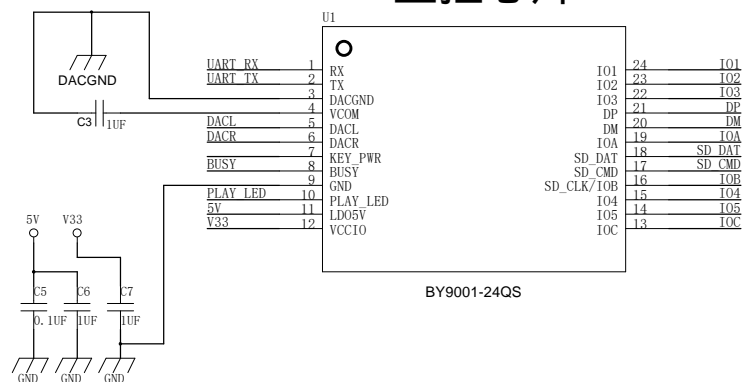 U1
UART_RX 1 RX IO1 24 IO1
UART_TX 2 TX IO2 23 IO2
3 DACGND IO3 22 IO3
4 VCOM DP 21 DP
DACL 5 DACL DM 20 DM
DACR 6 DACR IOA 19 IOA
7 KEY_PWR SD_DAT 18 SD_DAT
BUSY 8 BUSY SD_CMD 17 SD_CMD
9 GND SD_CLK/IOB 16 IOB
PLAY_LED 10 PLAY_LED IO4 15 IO4
5V 11 LDO5V IO5 14 IO5
V33 12 VCCIO IOC 13 IOC
BY9001-24QS
DACGND
C3 1UF
5V V33
C5 C6 C7
0.1UF 1UF 1UF
GND GND GND